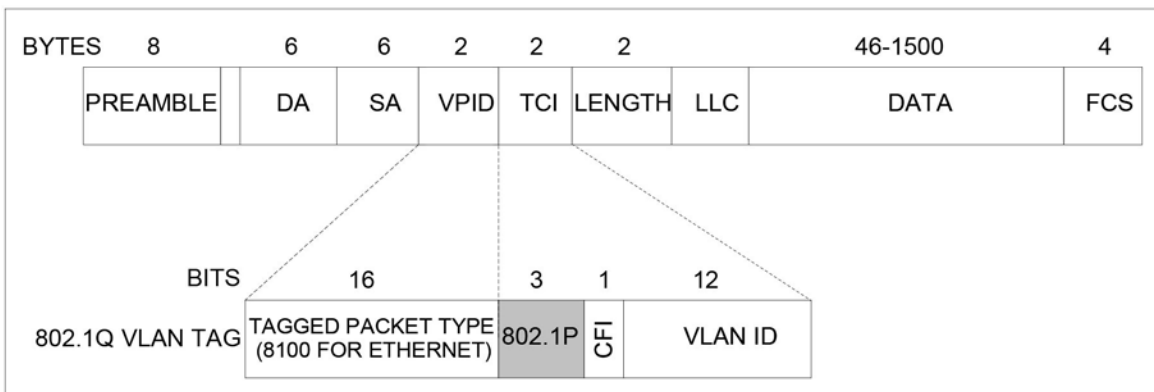 BYTES 8 6 6 2 2 2 46-1500 4
PREAMBLE DA SA VPID TCI LENGTH LLC DATA FCS
BITS 16 3 1 12
802.1Q VLAN TAG TAGGED PACKET TYPE (8100 FOR ETHERNET) 802.1P CFI VLAN ID